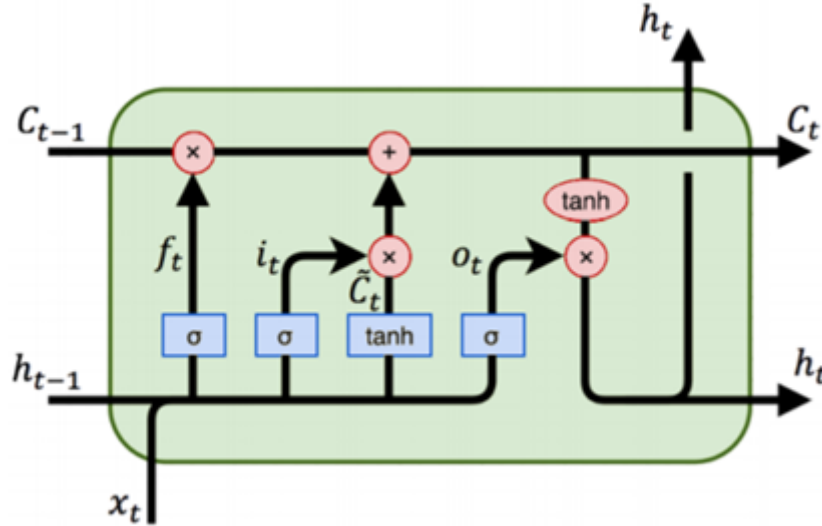 h_t
C_{t-1} × + C_t
tanh
f_t i_t × o_t ×
C̃_t
σ σ tanh σ
h_{t-1} h_t
x_t